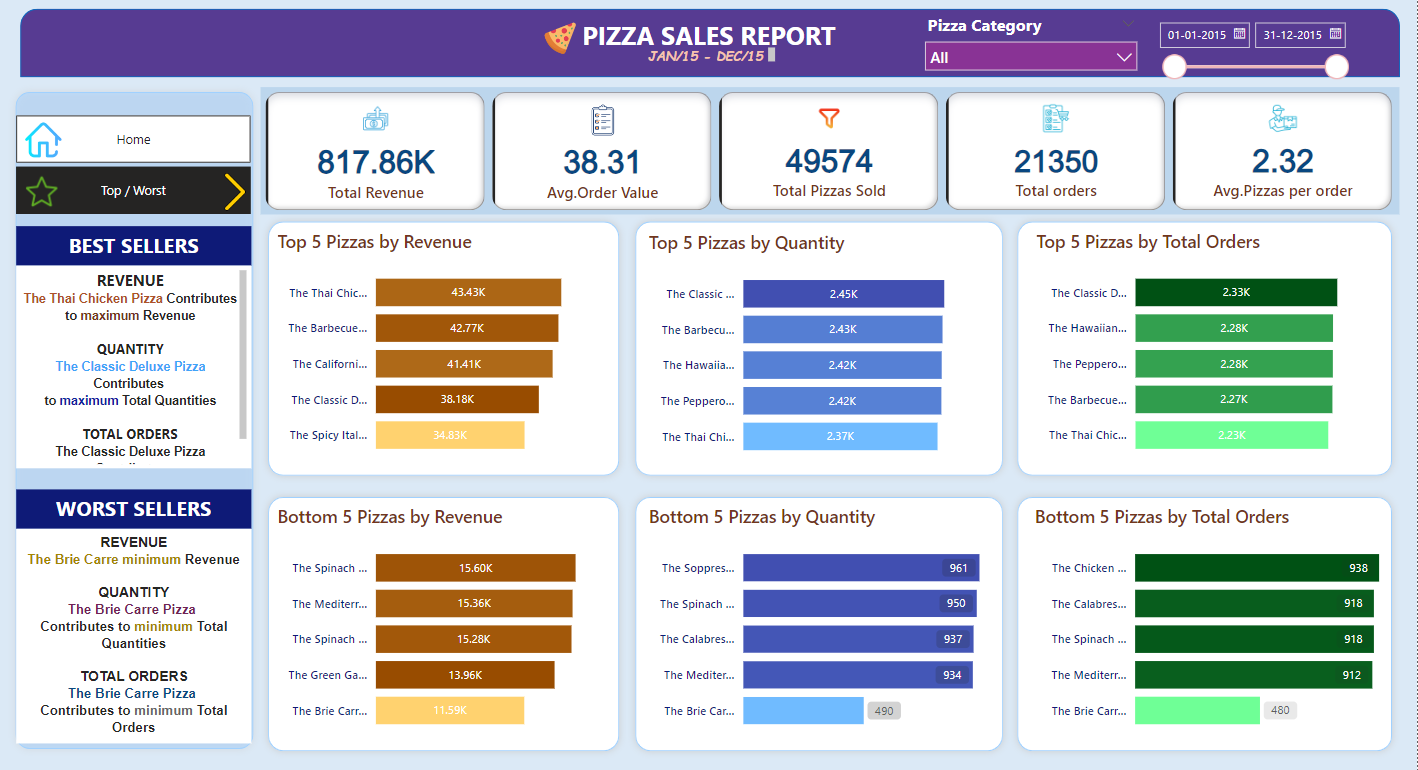 PIZZA SALES REPORT
JAN/15 - DEC/15
Pizza Category
All
01-01-2015
31-12-2015
Home
Top / Worst
817.86K
Total Revenue
38.31
Avg.Order Value
49574
Total Pizzas Sold
21350
Total orders
2.32
Avg.Pizzas per order
BEST SELLERS
REVENUE
The Thai Chicken Pizza Contributes
to maximum Revenue
QUANTITY
The Classic Deluxe Pizza
Contributes
to maximum Total Quantities
TOTAL ORDERS
The Classic Deluxe Pizza
WORST SELLERS
REVENUE
The Brie Carre minimum Revenue
QUANTITY
The Brie Carre Pizza
Contributes to minimum Total
Quantities
TOTAL ORDERS
The Brie Carre Pizza
Contributes to minimum Total
Orders
Top 5 Pizzas by Revenue
The Thai Chic... 43.43K
The Barbecue... 42.77K
The Californi... 41.41K
The Classic D... 38.18K
The Spicy Ital... 34.83K
Top 5 Pizzas by Quantity
The Classic ... 2.45K
The Barbecu... 2.43K
The Hawaiia... 2.42K
The Peppero... 2.42K
The Thai Chi... 2.37K
Top 5 Pizzas by Total Orders
The Classic D... 2.33K
The Hawaiian... 2.28K
The Peppero... 2.28K
The Barbecue... 2.27K
The Thai Chic... 2.23K
Bottom 5 Pizzas by Revenue
The Spinach ... 15.60K
The Mediterr... 15.36K
The Spinach ... 15.28K
The Green Ga... 13.96K
The Brie Carr... 11.59K
Bottom 5 Pizzas by Quantity
The Soppres... 961
The Spinach ... 950
The Calabres... 937
The Mediter... 934
The Brie Car... 490
Bottom 5 Pizzas by Total Orders
The Chicken ... 938
The Calabres... 918
The Spinach ... 918
The Mediterr... 912
The Brie Carr... 480